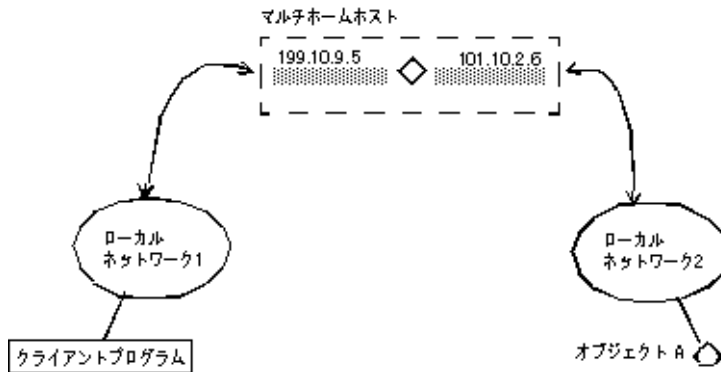 マルチホームホスト
199.10.9.5
101.10.2.6
ローカル
ネットワーク1
ローカル
ネットワーク2
クライアントプログラム
オブジェクト A